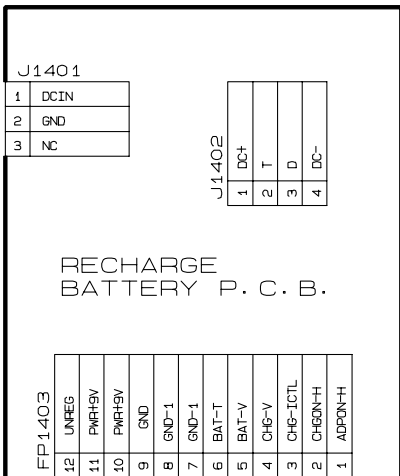 J1401
1 DCIN
2 GND
3 NC
J1402
1 DC+
2 T
3 D
4 DC-
RECHARGE
BATTERY P.C.B.
FP1403
12 UNREG
11 PWR+9V
10 PWR+9V
9 GND
8 GND-1
7 GND-1
6 BAT-T
5 BAT-V
4 CHG-V
3 CHG-ICTL
2 CHGON-H
1 ADPON-H